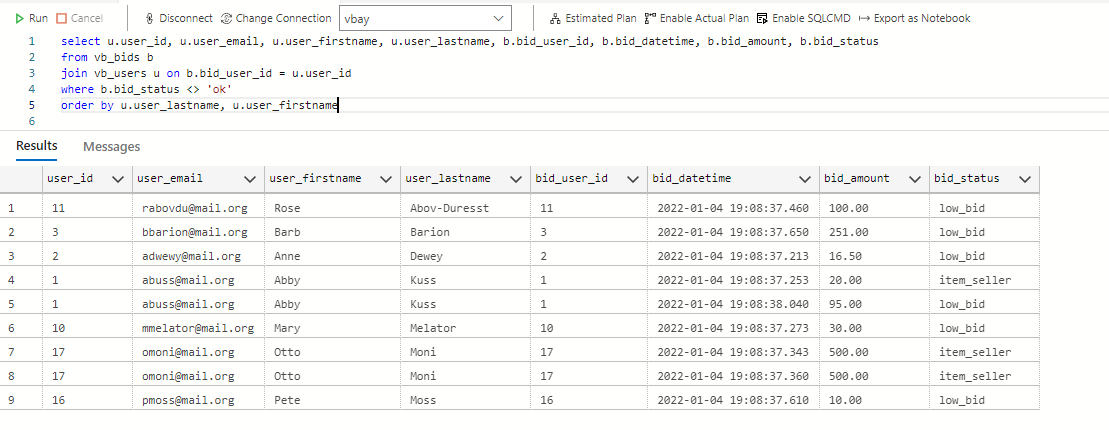 Run Cancel Disconnect Change Connection vbay Estimated Plan Enable Actual Plan Enable SQLCMD Export as Notebook
1 select u.user_id, u.user_email, u.user_firstname, u.user_lastname, b.bid_user_id, b.bid_datetime, b.bid_amount, b.bid_status
2 from vb_bids b
3 join vb_users u on b.bid_user_id = u.user_id
4 where b.bid_status <> 'ok'
5 order by u.user_lastname, u.user_firstname
6
Results Messages
user_id user_email user_firstname user_lastname bid_user_id bid_datetime bid_amount bid_status
1 11 rabovdu@mail.org Rose Abov-Duresst 11 2022-01-04 19:08:37.460 100.00 low_bid
2 3 bbarion@mail.org Barb Barion 3 2022-01-04 19:08:37.650 251.00 low_bid
3 2 adwewy@mail.org Anne Dewey 2 2022-01-04 19:08:37.213 16.50 low_bid
4 1 abuss@mail.org Abby Kuss 1 2022-01-04 19:08:37.253 20.00 item_seller
5 1 abuss@mail.org Abby Kuss 1 2022-01-04 19:08:38.040 95.00 low_bid
6 10 mmelator@mail.org Mary Melator 10 2022-01-04 19:08:37.273 30.00 low_bid
7 17 omoni@mail.org Otto Moni 17 2022-01-04 19:08:37.343 500.00 item_seller
8 17 omoni@mail.org Otto Moni 17 2022-01-04 19:08:37.360 500.00 item_seller
9 16 pmoss@mail.org Pete Moss 16 2022-01-04 19:08:37.610 10.00 low_bid